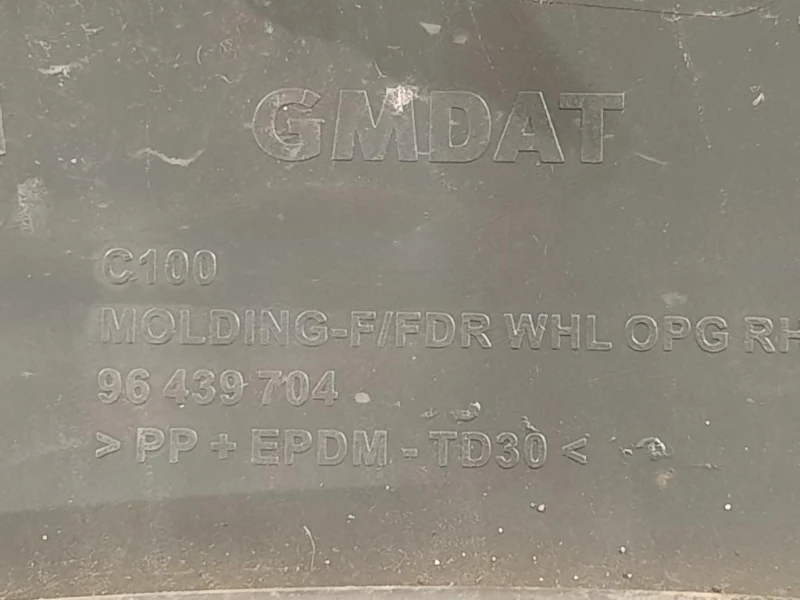 GMDAT
C100
MOLDING-F/FDR WHL OPG RH
96 439 704
> PP + EPDM - TD30 <